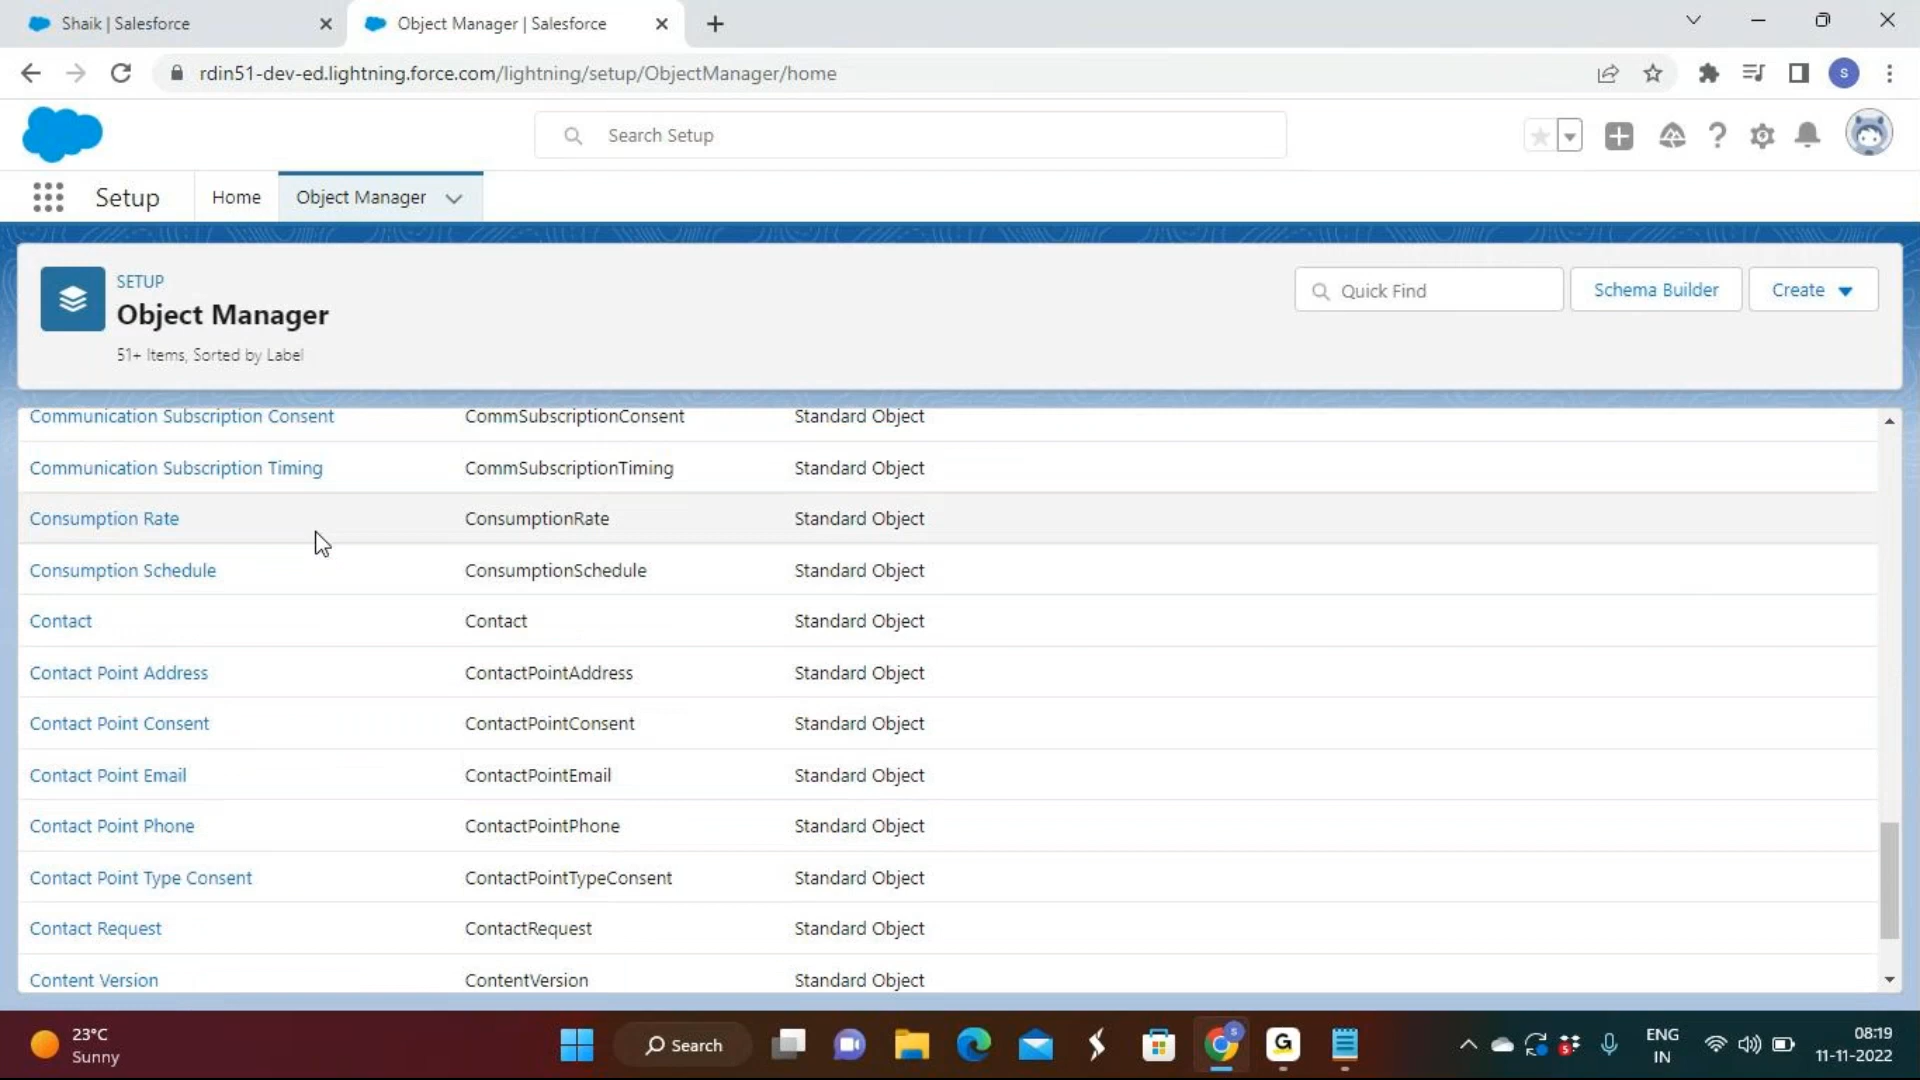 Shaik | Salesforce
Object Manager | Salesforce
rdin51-dev-ed.lightning.force.com/lightning/setup/ObjectManager/home
S
Search Setup
Setup
Home
Object Manager
SETUP
Object Manager
51+ Items, Sorted by Label
Quick Find
Schema Builder
Create
Communication Subscription Consent CommSubscriptionConsent Standard Object
Communication Subscription Timing CommSubscriptionTiming Standard Object
Consumption Rate ConsumptionRate Standard Object
Consumption Schedule ConsumptionSchedule Standard Object
Contact Contact Standard Object
Contact Point Address ContactPointAddress Standard Object
Contact Point Consent ContactPointConsent Standard Object
Contact Point Email ContactPointEmail Standard Object
Contact Point Phone ContactPointPhone Standard Object
Contact Point Type Consent ContactPointTypeConsent Standard Object
Contact Request ContactRequest Standard Object
Content Version ContentVersion Standard Object
23°C
Sunny
Search
S
G
5
ENG
IN
08:19
11-11-2022